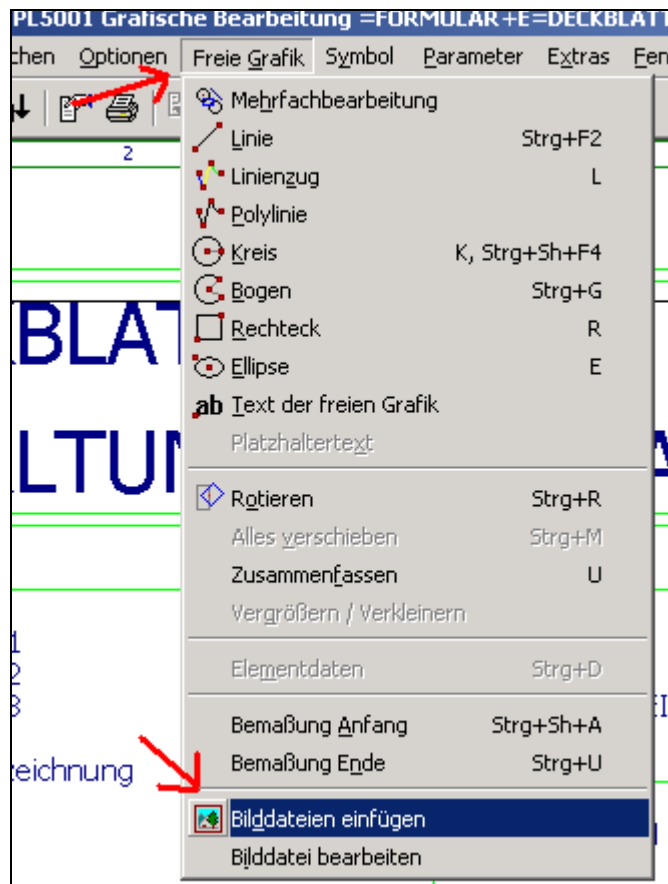 PL5001 Grafische Bearbeitung =FORMULAR+E=DECKBLATT
chen Optionen Freie Grafik Symbol Parameter Extras Fen
2
Mehrfachbearbeitung
Linie Strg+F2
Linienzug L
Polylinie
Kreis K, Strg+Sh+F4
Bogen Strg+G
Rechteck R
Ellipse E
ab Text der freien Grafik
Platzhaltertext
KBLAT
LTUN
Rotieren Strg+R
Alles verschieben Strg+M
Zusammenfassen U
Vergrößern / Verkleinern
1
2
3
Elementdaten Strg+D
EI
Bemaßung Anfang Strg+Sh+A
Bemaßung Ende Strg+U
zeichnung
Bilddateien einfügen
Bilddatei bearbeiten